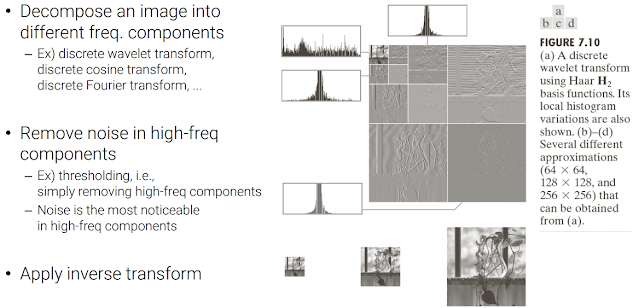 • Decompose an image into
different freq. components
– Ex) discrete wavelet transform,
discrete cosine transform,
discrete Fourier transform, ...
• Remove noise in high-freq
components
– Ex) thresholding, i.e.,
simply removing high-freq components
– Noise is the most noticeable
in high-freq components
• Apply inverse transform
a
b c d
FIGURE 7.10
(a) A discrete
wavelet transform
using Haar H₂
basis functions. Its
local histogram
variations are also
shown. (b)–(d)
Several different
approximations
(64 × 64,
128 × 128, and
256 × 256) that
can be obtained
from (a).